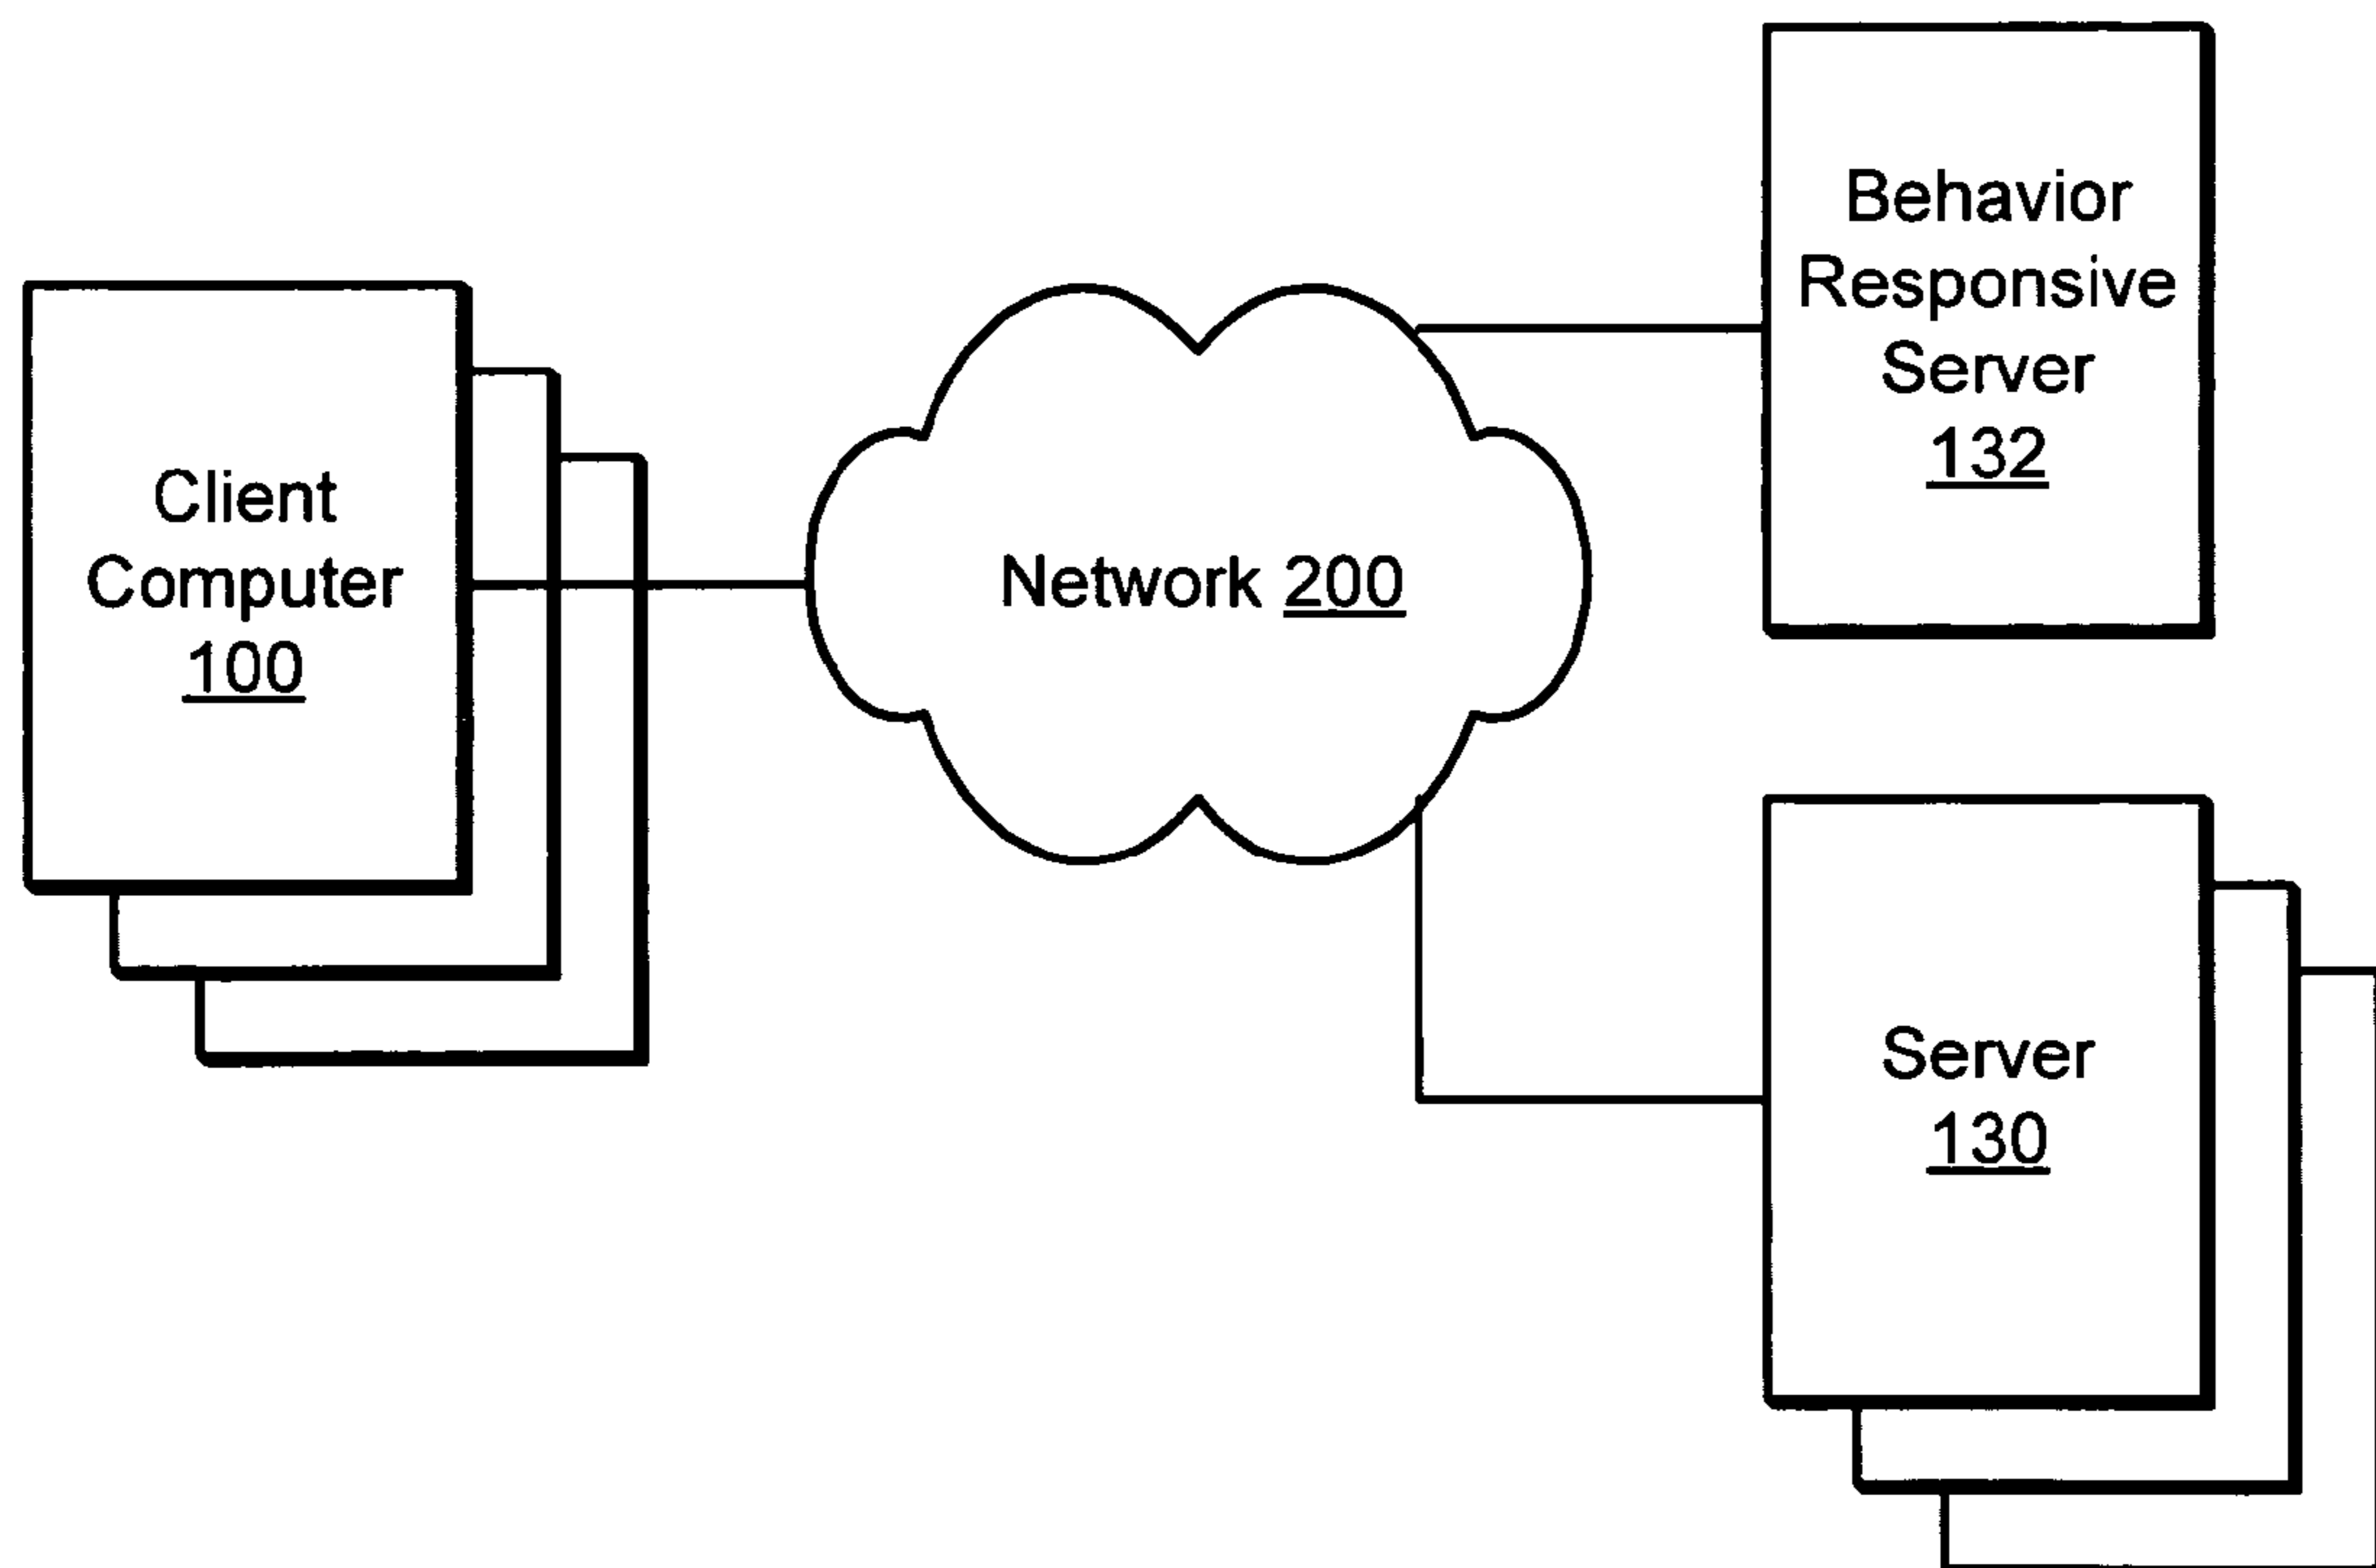 Client
Computer
100
Network 200
Behavior
Responsive
Server
132
Server
130